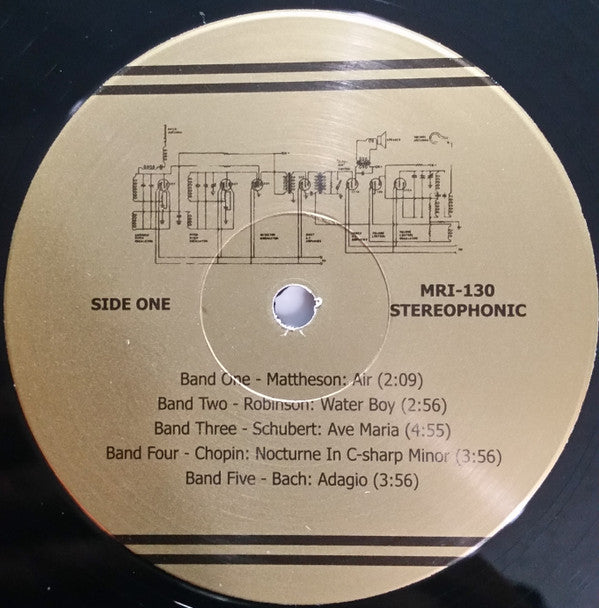 SIDE ONE
MRI-130
STEREOPHONIC
Band One - Mattheson: Air (2:09)
Band Two - Robinson: Water Boy (2:56)
Band Three - Schubert: Ave Maria (4:55)
Band Four - Chopin: Nocturne In C-sharp Minor (3:56)
Band Five - Bach: Adagio (3:56)